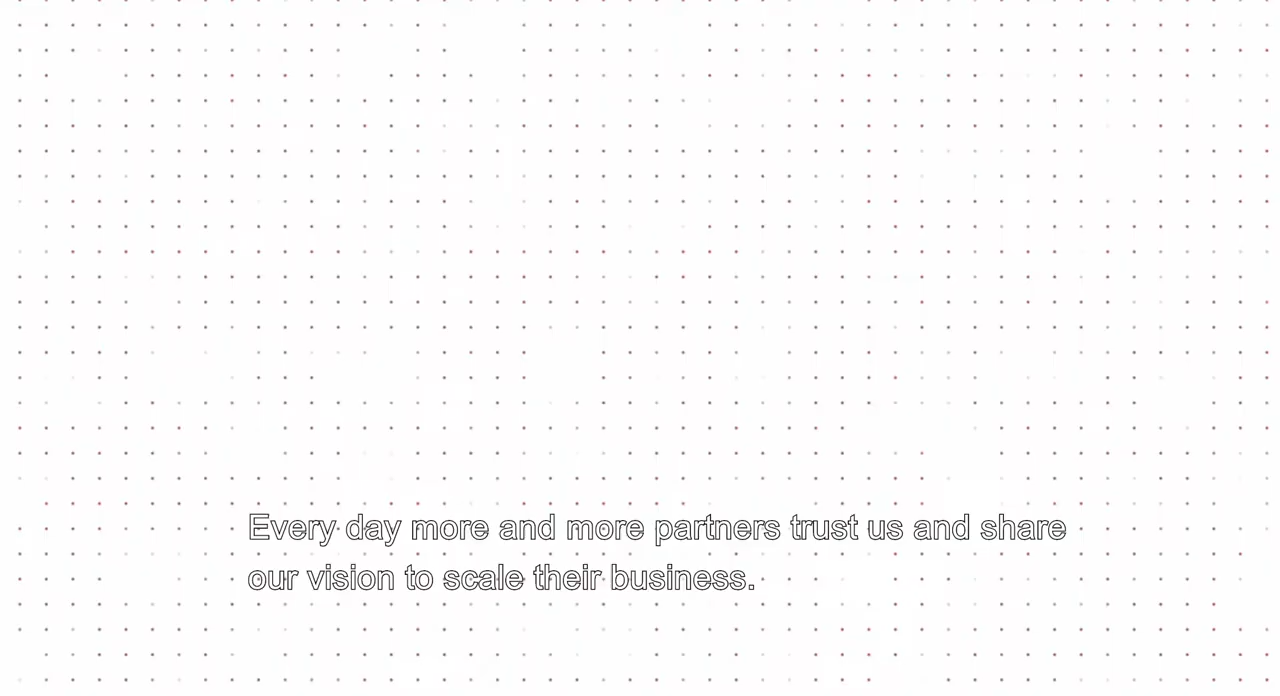 Every day more and more partners trust us and share
our vision to scale their business.